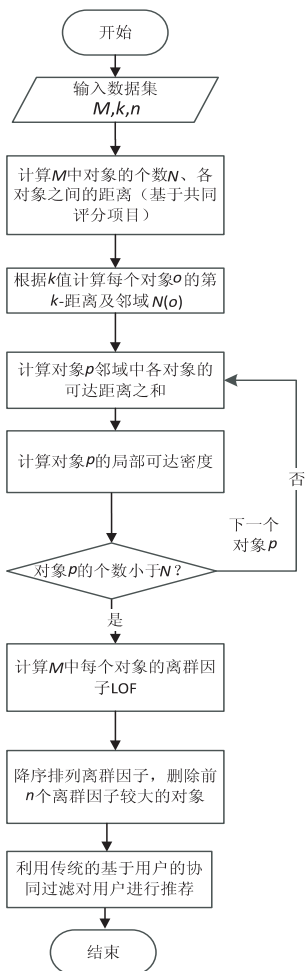 开始
输入数据集
M,k,n
计算M中对象的个数N、各
对象之间的距离（基于共同
评分项目）
根据k值计算每个对象o的第
k-距离及邻域N(o)
计算对象p邻域中各对象的
可达距离之和
计算对象p的局部可达密度
否
下一个
对象p
对象p的个数小于N？
是
计算M中每个对象的离群因
子LOF
降序排列离群因子，删除前
n个离群因子较大的对象
利用传统的基于用户的协
同过滤对用户进行推荐
结束